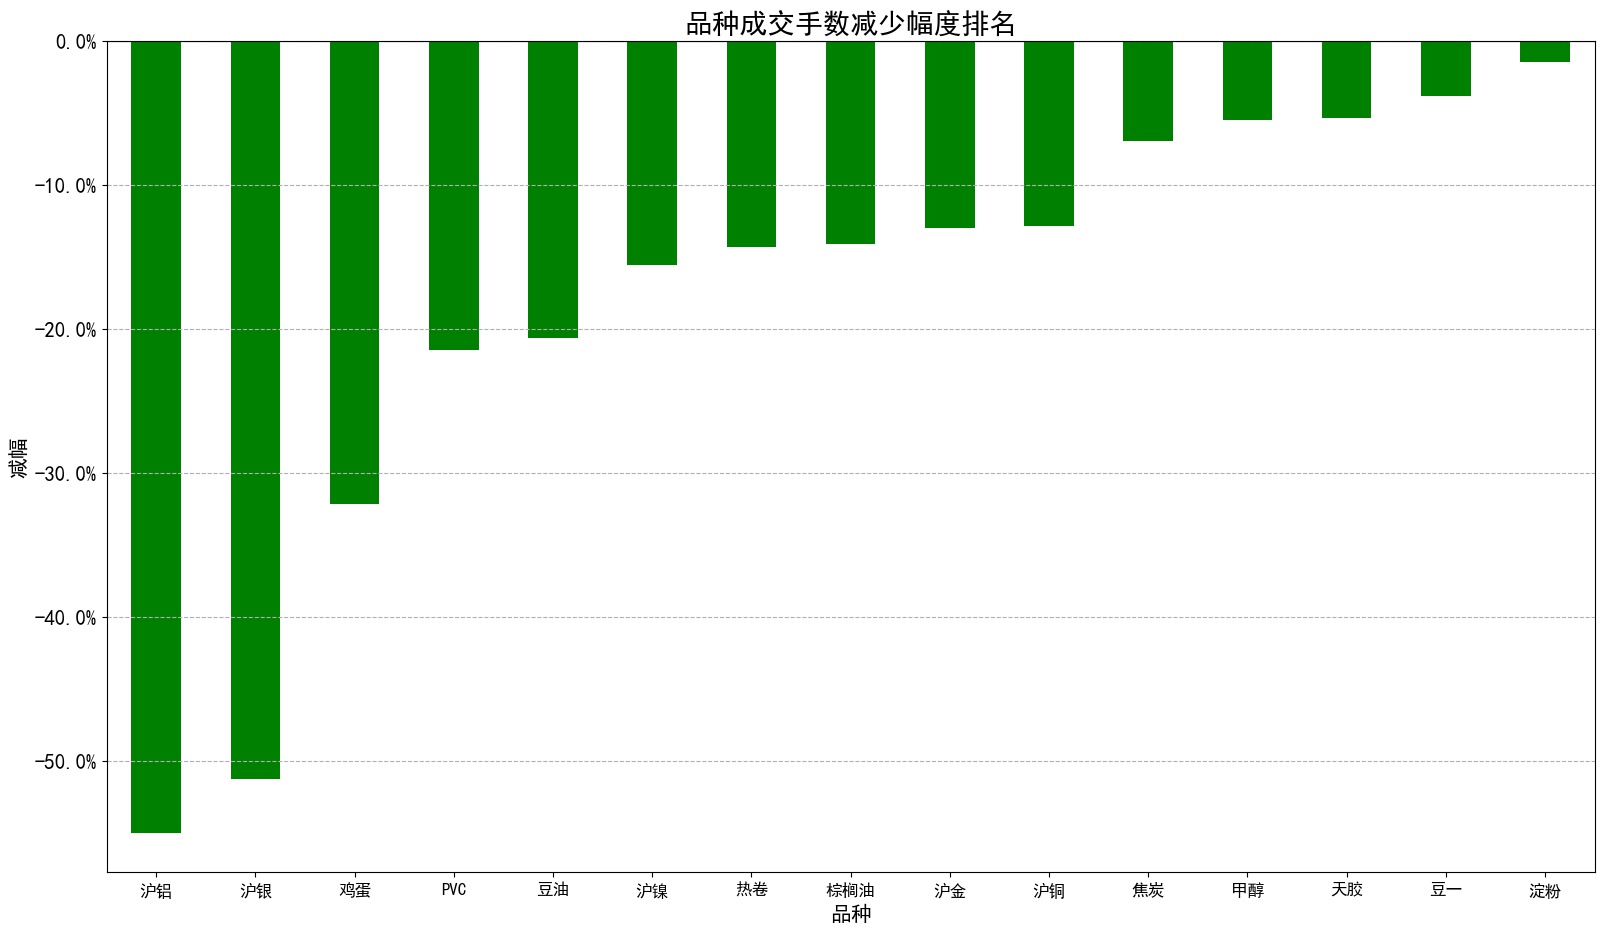 品种成交手数减少幅度排名
0.0%
-10.0%
-20.0%
-30.0%
-40.0%
-50.0%
减幅
沪铝 沪银 鸡蛋 PVC 豆油 沪镍 热卷 棕榈油 沪金 沪铜 焦炭 甲醇 天胶 豆一 淀粉
品种